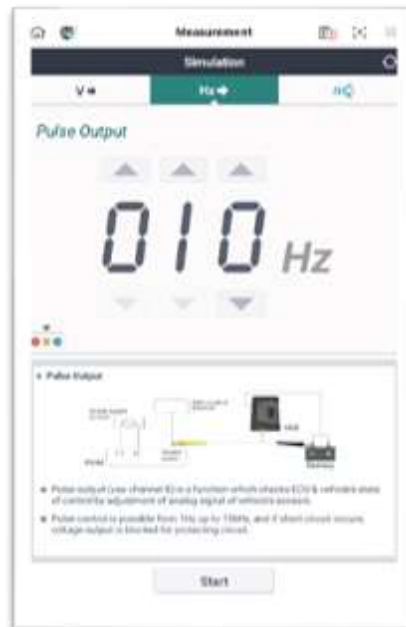 Measurement
Simulation
V
Hz
Pulse Output
010 Hz
Pulse Output
Pulse output (use channel B) is a function which checks ECU & vehicle's state
of control by adjustment of analog signal of vehicle's sensors.
Pulse control is possible from 1Hz up to
and if short circuit occurs,
voltage output is blocked for protecting circuit.
Start